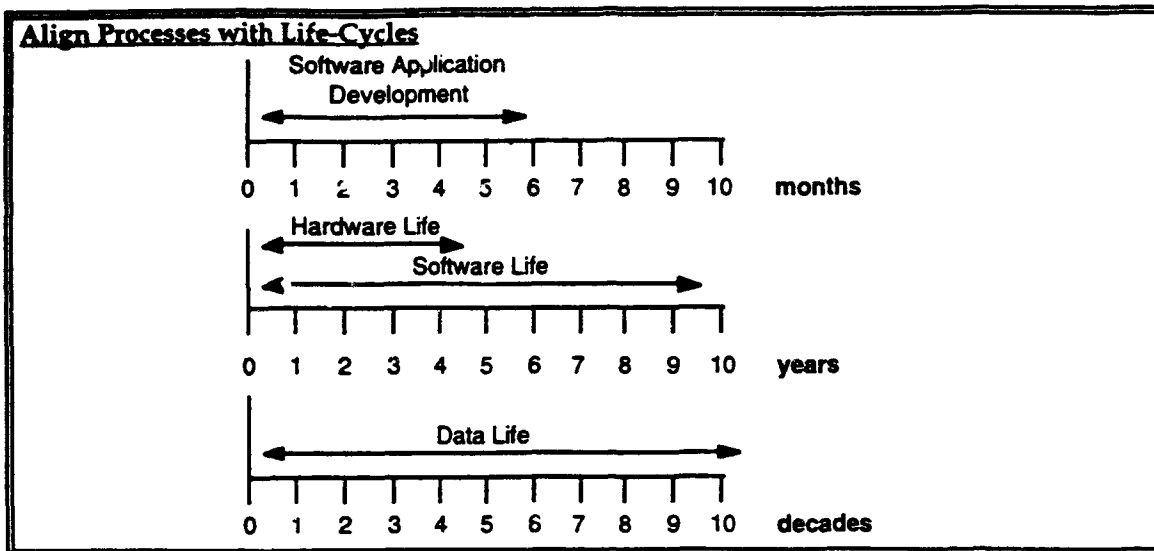 Align Processes with Life-Cycles
Software Application
Development
0 1 2 3 4 5 6 7 8 9 10 months
Hardware Life
Software Life
0 1 2 3 4 5 6 7 8 9 10 years
Data Life
0 1 2 3 4 5 6 7 8 9 10 decades